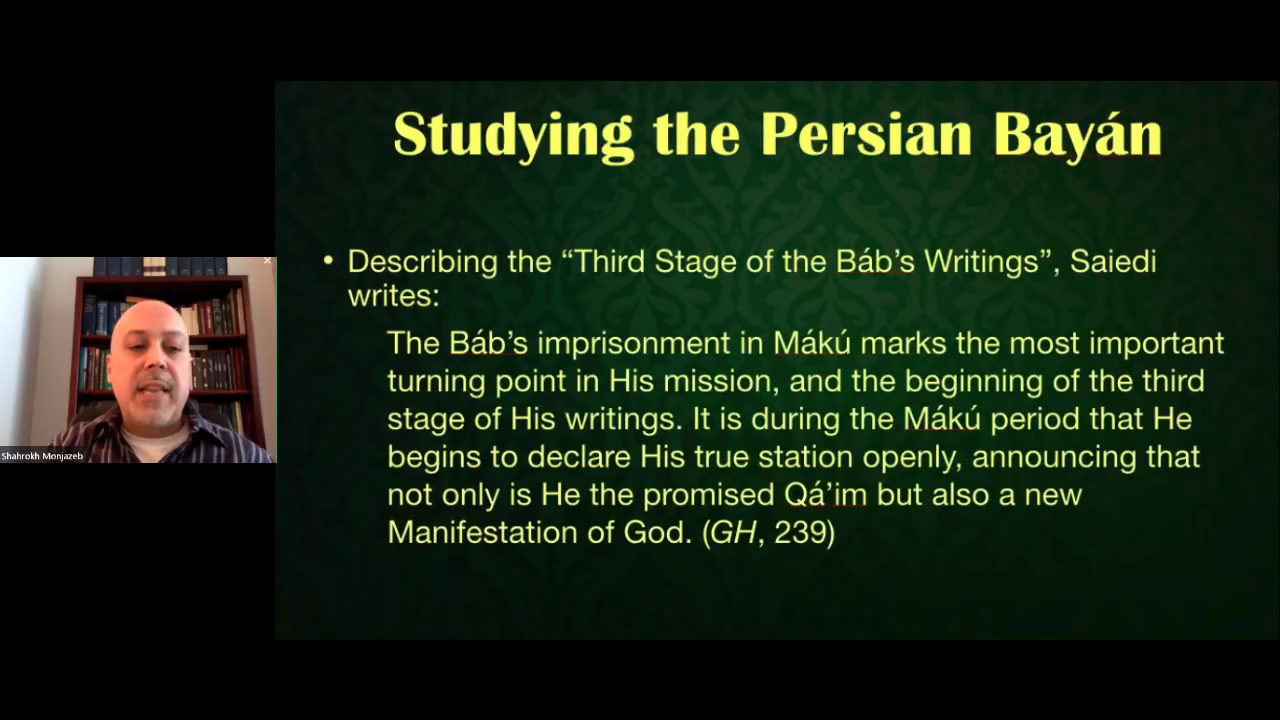 Studying the Persian Bayán
• Describing the “Third Stage of the Báb’s Writings”, Saiedi
writes:
The Báb’s imprisonment in Mákú marks the most important
turning point in His mission, and the beginning of the third
stage of His writings. It is during the Mákú period that He
begins to declare His true station openly, announcing that
not only is He the promised Qá’im but also a new
Manifestation of God. (GH, 239)
Shahrokh Monjazeb